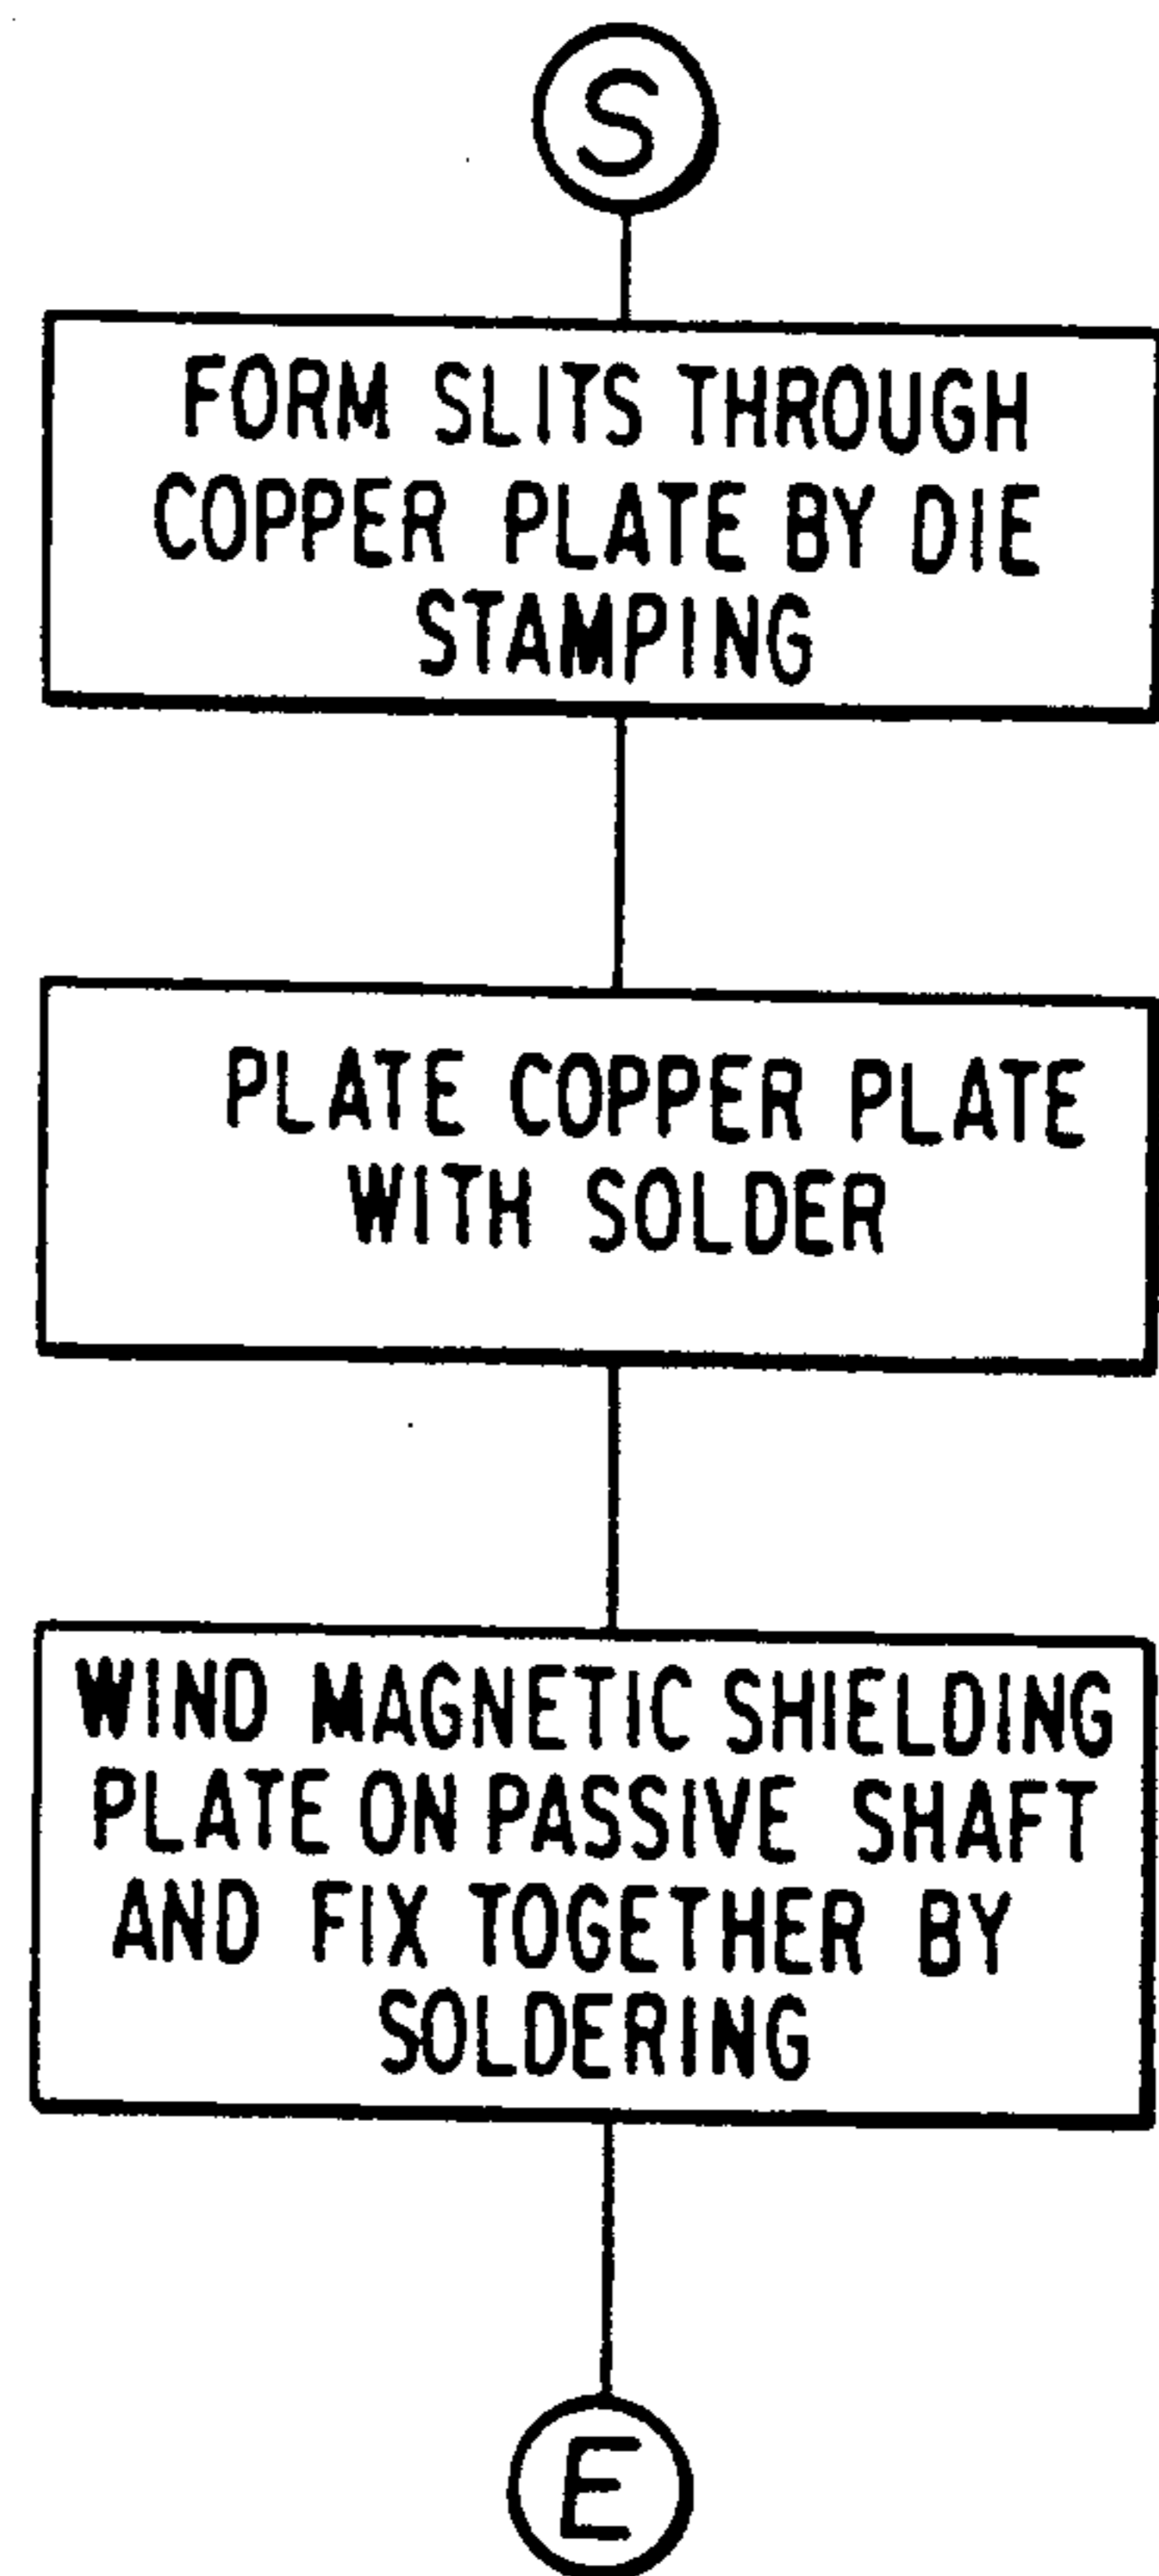 S
FORM SLITS THROUGH
COPPER PLATE BY DIE
STAMPING
PLATE COPPER PLATE
WITH SOLDER
WIND MAGNETIC SHIELDING
PLATE ON PASSIVE SHAFT
AND FIX TOGETHER BY
SOLDERING
E